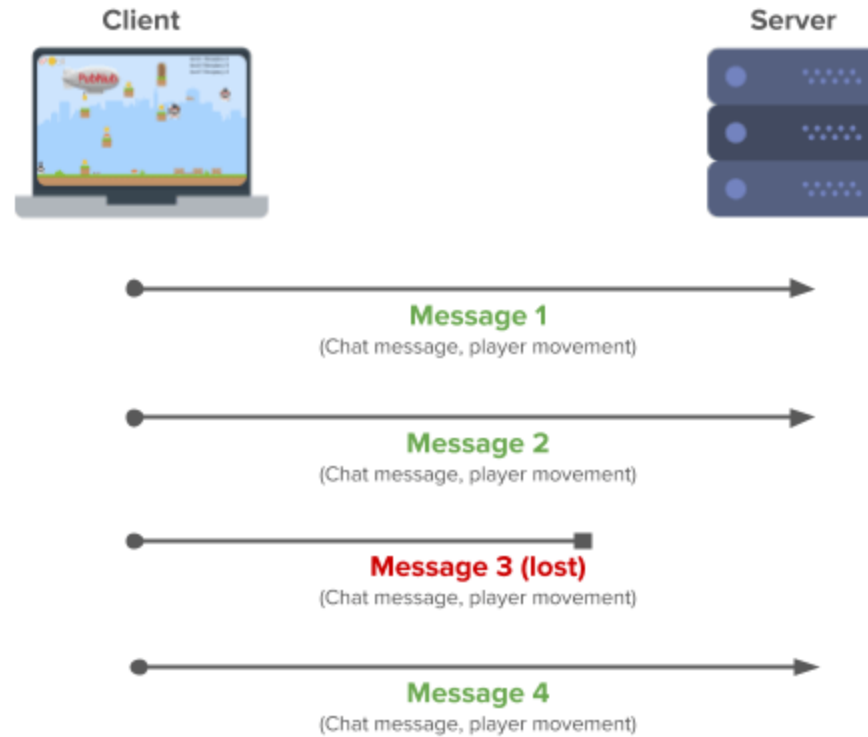 Client
Server
PubNub
Message 1
(Chat message, player movement)
Message 2
(Chat message, player movement)
Message 3 (lost)
(Chat message, player movement)
Message 4
(Chat message, player movement)